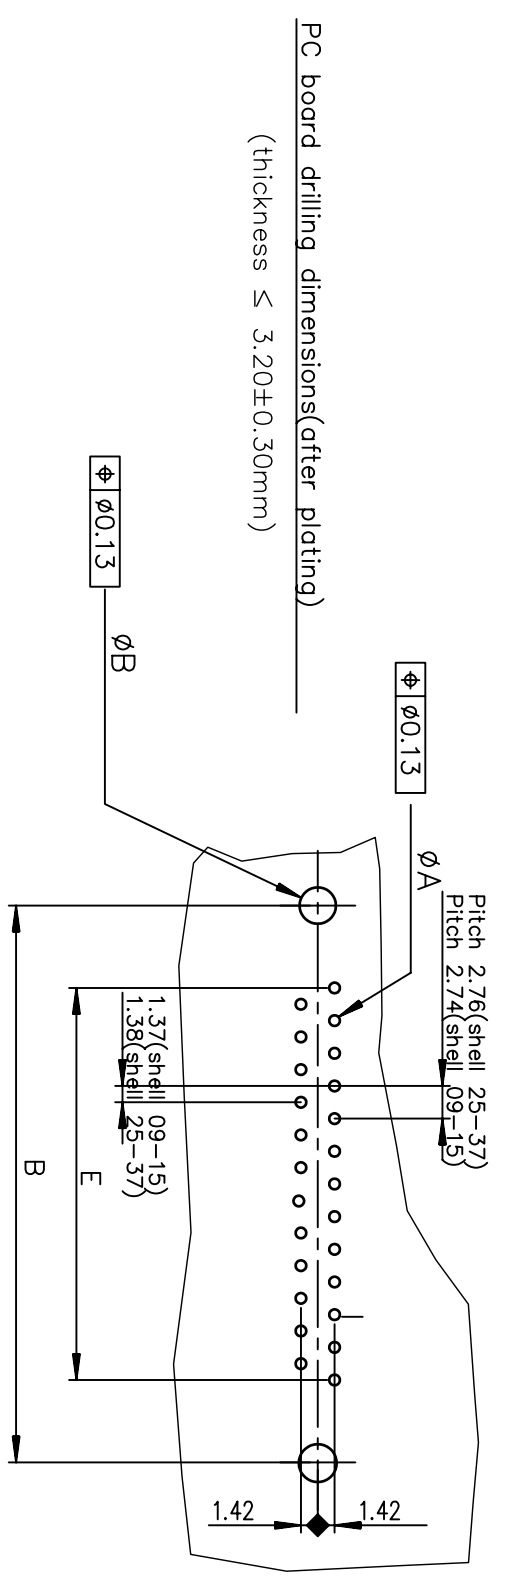 PC board drilling dimensions(after plating)
(thickness ≤ 3.20±0.30mm)
⌖ Ø0.13
ØB
⌖ Ø0.13
ØA
Pitch 2.76(shell 25-37)
Pitch 2.74(shell 09-15)
1.37(shell 09-15)
1.38(shell 25-37)
E
B
1.42
1.42